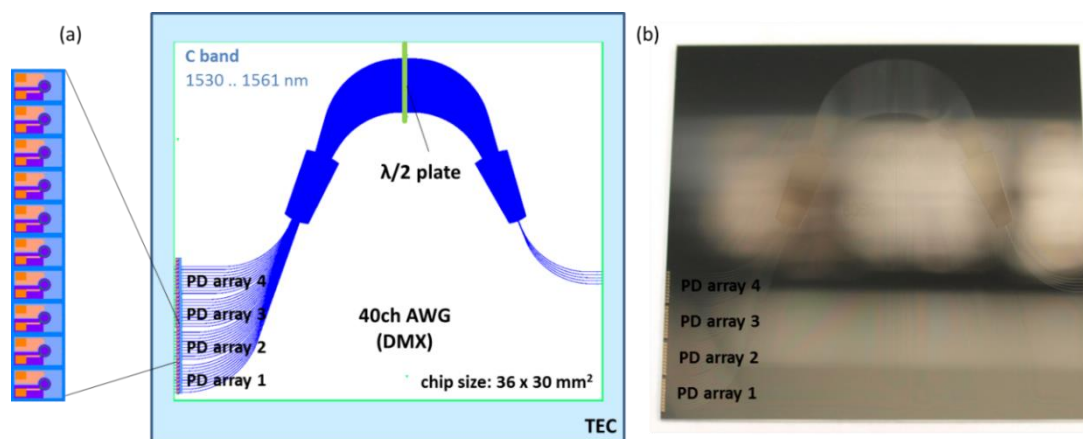 (a)
C band
1530 .. 1561 nm
λ/2 plate
PD array 4
PD array 3
PD array 2
PD array 1
40ch AWG
(DMX)
chip size: 36 x 30 mm²
TEC
(b)
PD array 4
PD array 3
PD array 2
PD array 1